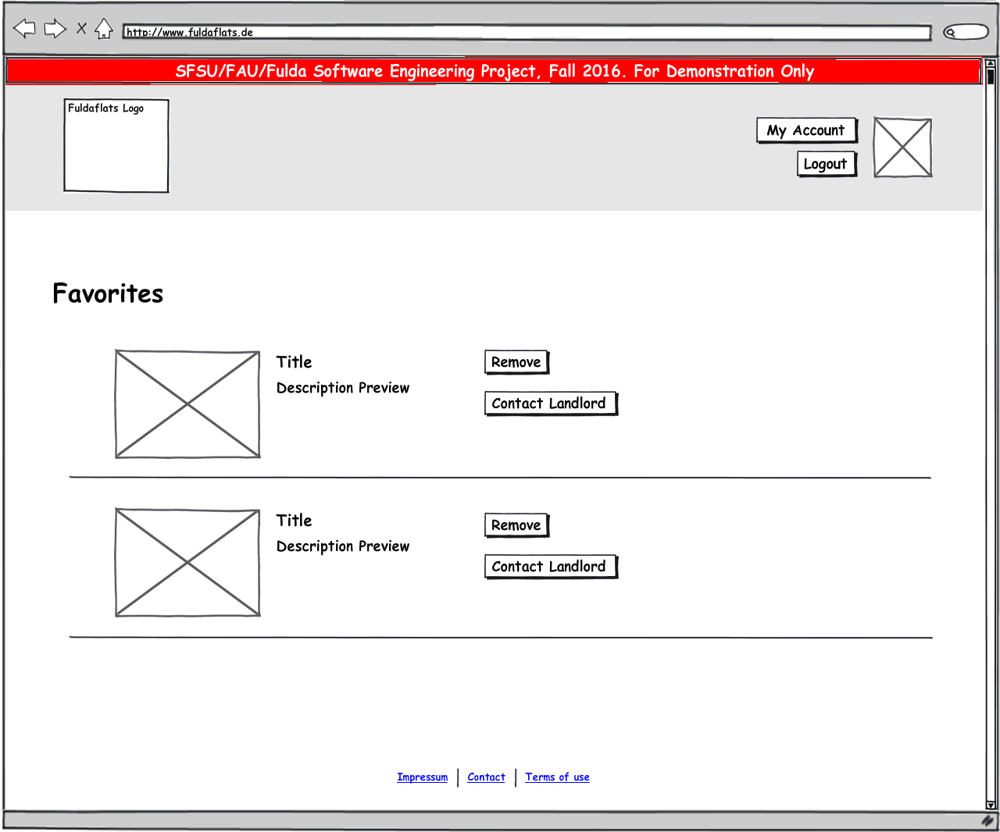 http://www.fuldaflats.de
SFSU/FAU/Fulda Software Engineering Project, Fall 2016. For Demonstration Only
Fuldaflats Logo
My Account
Logout
Favorites
Title
Description Preview
Remove
Contact Landlord
Title
Description Preview
Remove
Contact Landlord
Impressum
Contact
Terms of use